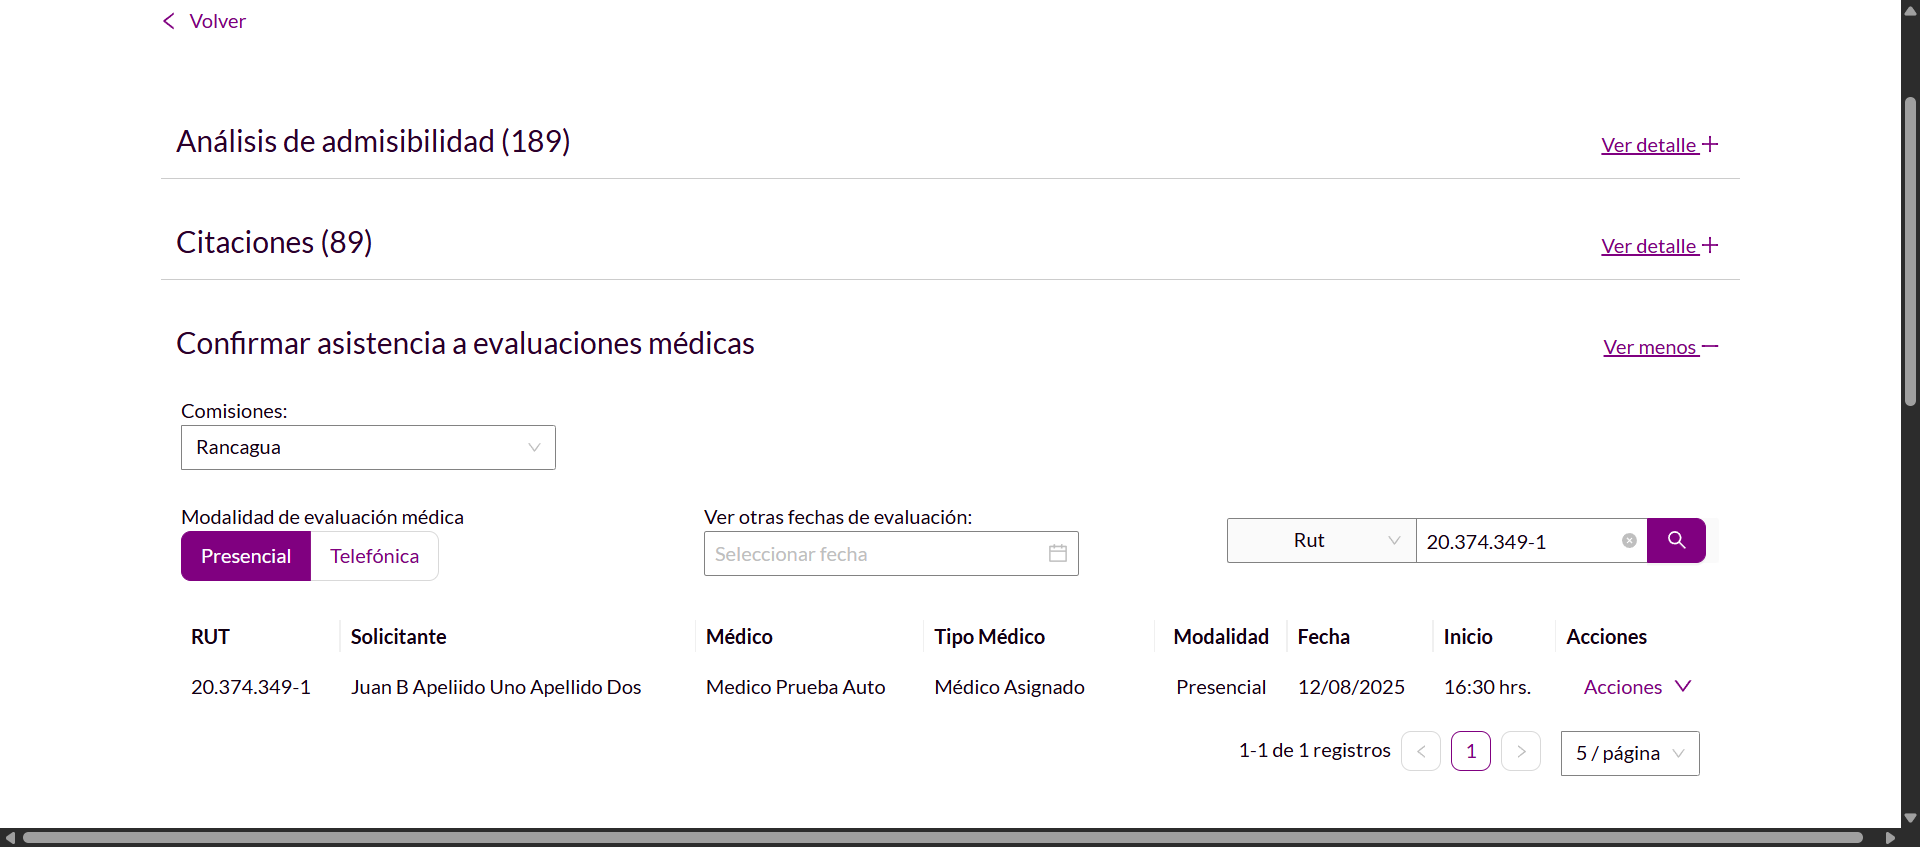 Volver
Análisis de admisibilidad (189)
Ver detalle
Citaciones (89)
Ver detalle
Confirmar asistencia a evaluaciones médicas
Ver menos
Comisiones:
Rancagua
Modalidad de evaluación médica
Presencial Telefónica
Ver otras fechas de evaluación:
Seleccionar fecha
Rut 20.374.349-1
RUT Solicitante Médico Tipo Médico Modalidad Fecha Inicio Acciones
20.374.349-1 Juan B Apeliido Uno Apellido Dos Medico Prueba Auto Médico Asignado Presencial 12/08/2025 16:30 hrs. Acciones
1-1 de 1 registros 1 5 / página